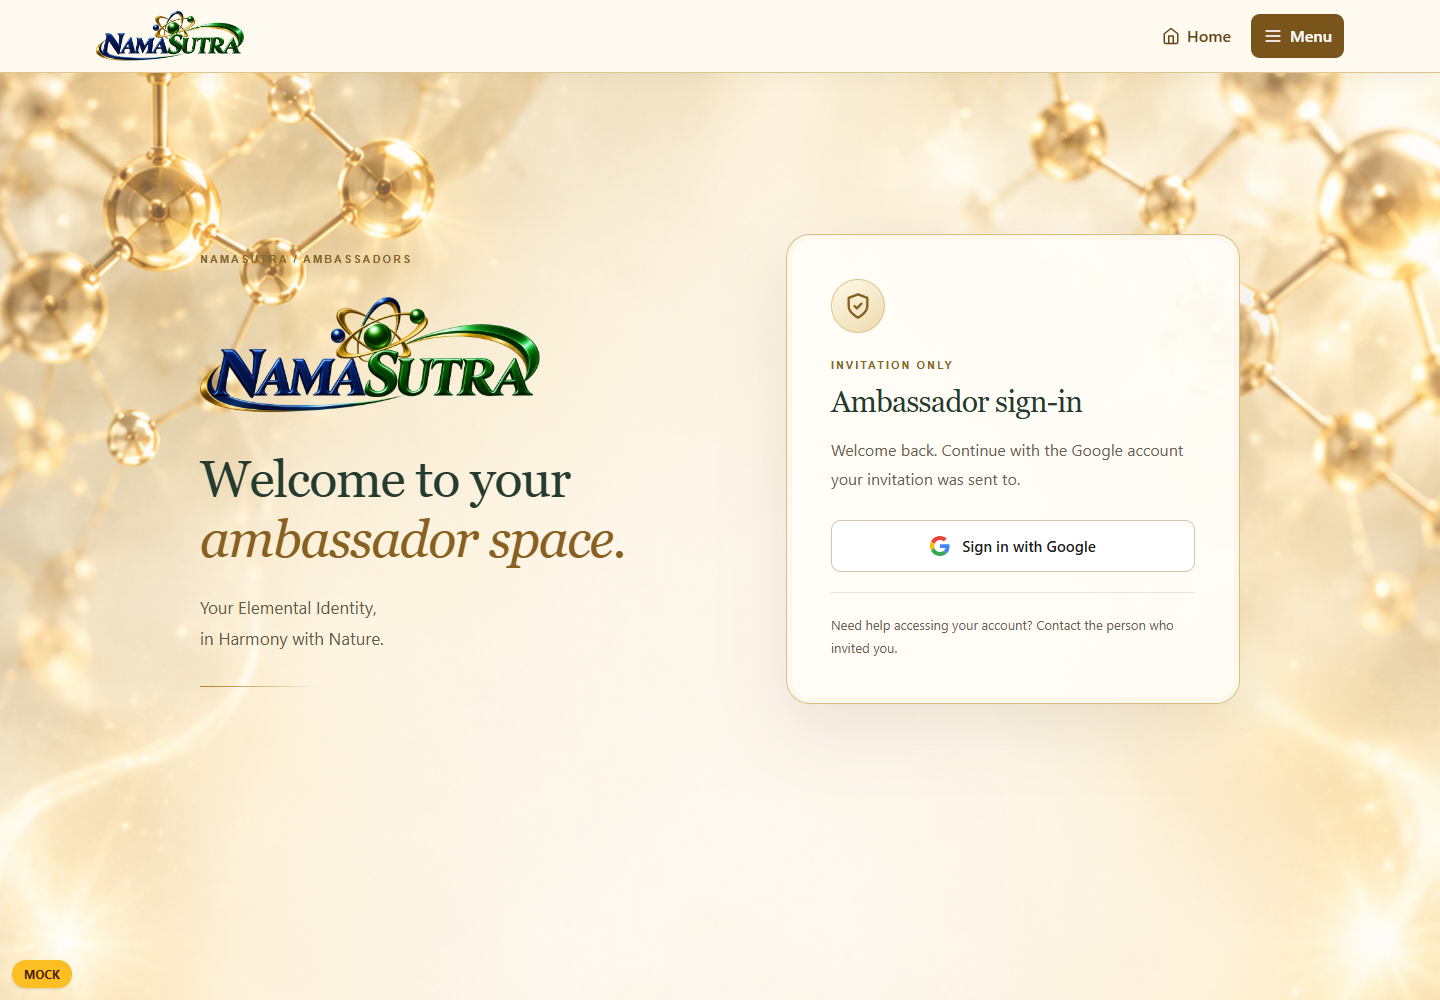 NAMASUTRA
Home
Menu
NAMASUTRA / AMBASSADORS
NAMASUTRA
Welcome to your
ambassador space.
Your Elemental Identity,
in Harmony with Nature.
INVITATION ONLY
Ambassador sign-in
Welcome back. Continue with the Google account
your invitation was sent to.
Sign in with Google
Need help accessing your account? Contact the person who
invited you.
MOCK